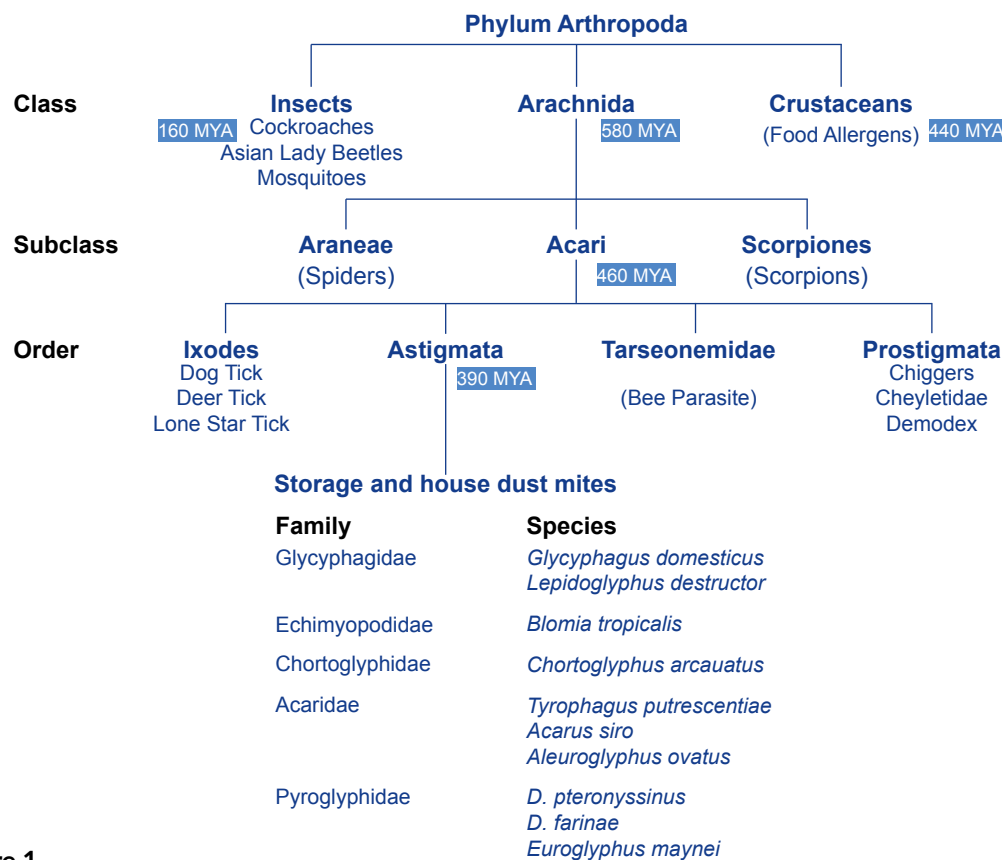 Phylum Arthropoda
Class
Insects
Arachnida
Crustaceans
160 MYA
Cockroaches
580 MYA
(Food Allergens)
440 MYA
Asian Lady Beetles
Mosquitoes
Subclass
Araneae
Acari
Scorpiones
(Spiders)
460 MYA
(Scorpions)
Order
Ixodes
Astigmata
Tarseonemidae
Prostigmata
Dog Tick
390 MYA
Chiggers
Deer Tick
(Bee Parasite)
Cheyletidae
Lone Star Tick
Demodex
Storage and house dust mites
Family
Species
Glycyphagidae
Glycyphagus domesticus
Lepidoglyphus destructor
Echimyopodidae
Blomia tropicalis
Chortoglyphidae
Chortoglyphus arcauatus
Acaridae
Tyrophagus putrescentiae
Acarus siro
Aleuroglyphus ovatus
Pyroglyphidae
D. pteronyssinus
D. farinae
Euroglyphus maynei
1